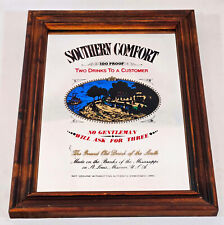 SOUTHERN COMFORT
100 PROOF
TWO DRINKS TO A CUSTOMER
NO GENTLEMAN
WILL ASK FOR THREE
The Grand Old Drink of the South
Made on the Banks of the Mississippi
in St. Louis, Missouri, U.S.A.